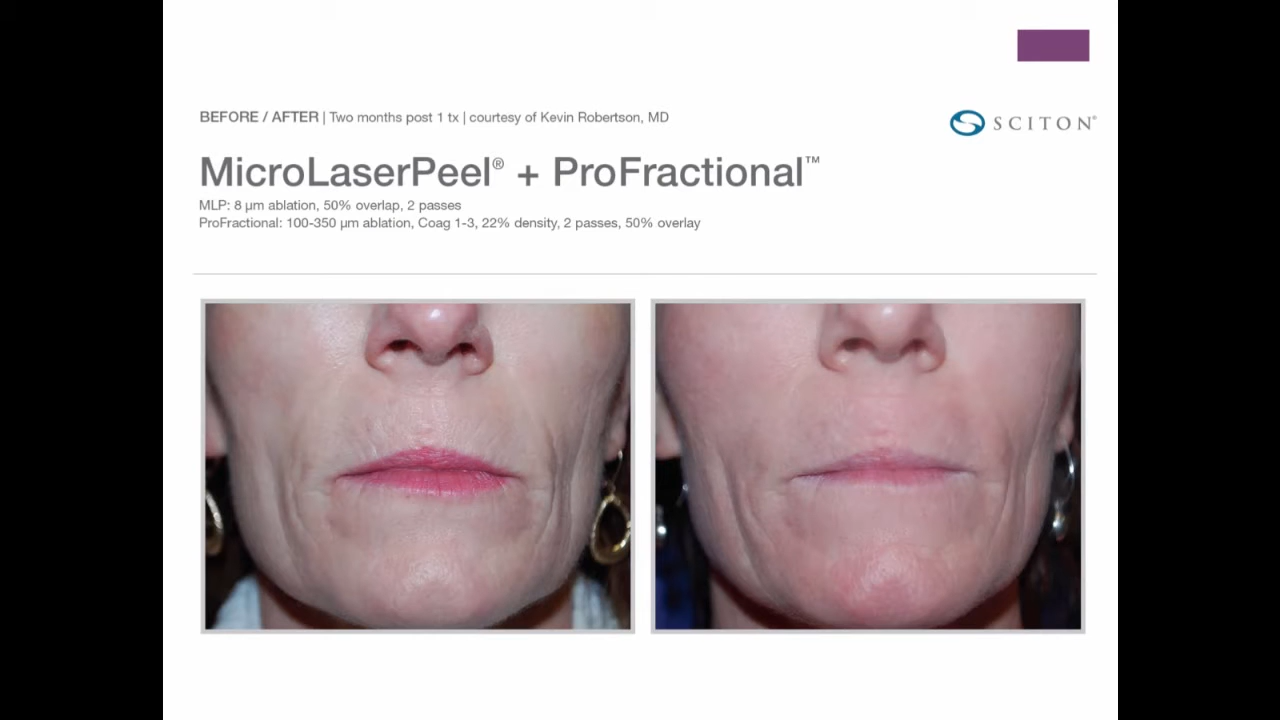 BEFORE / AFTER | Two months post 1 tx | courtesy of Kevin Robertson, MD
SCITON®
MicroLaserPeel® + ProFractional™
MLP: 8 µm ablation, 50% overlap, 2 passes
ProFractional: 100-350 µm ablation, Coag 1-3, 22% density, 2 passes, 50% overlay